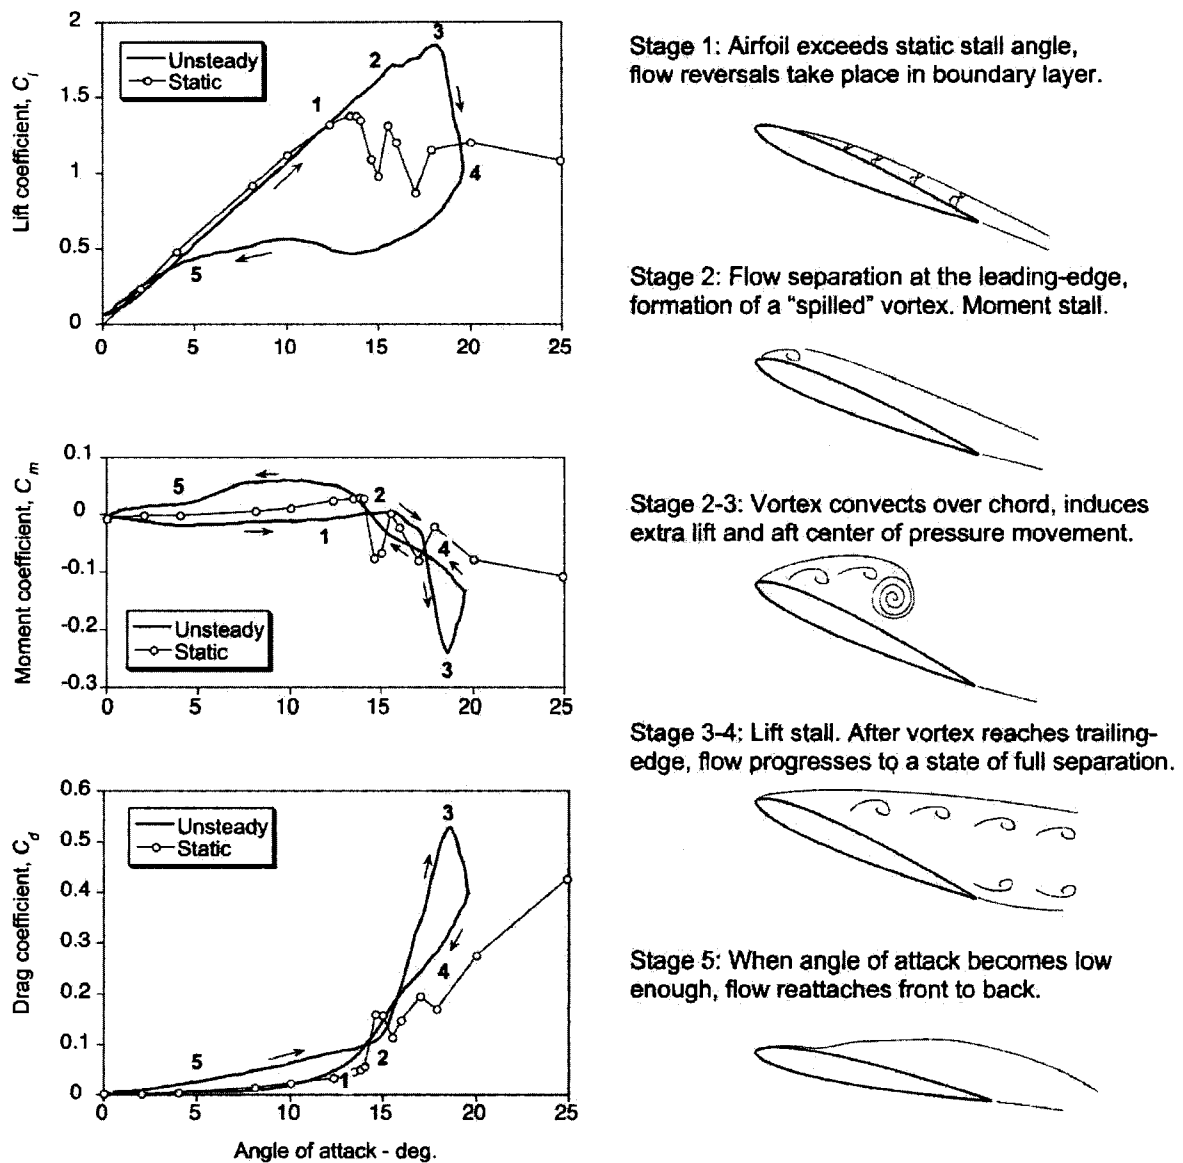 2
1.5
1
0.5
0
Lift coefficient, C_l
Unsteady
Static
1
2
3
4
5
0 5 10 15 20 25
Stage 1: Airfoil exceeds static stall angle,
flow reversals take place in boundary layer.
Stage 2: Flow separation at the leading-edge,
formation of a "spilled" vortex. Moment stall.
0.1
0
-0.1
-0.2
-0.3
Moment coefficient, C_m
Unsteady
Static
5
1
2
4
3
0 5 10 15 20 25
Stage 2-3: Vortex convects over chord, induces
extra lift and aft center of pressure movement.
Stage 3-4: Lift stall. After vortex reaches trailing-
edge, flow progresses to a state of full separation.
0.6
0.5
0.4
0.3
0.2
0.1
0
Drag coefficient, C_d
Unsteady
Static
3
4
5
2
1
0 5 10 15 20 25
Angle of attack - deg.
Stage 5: When angle of attack becomes low
enough, flow reattaches front to back.